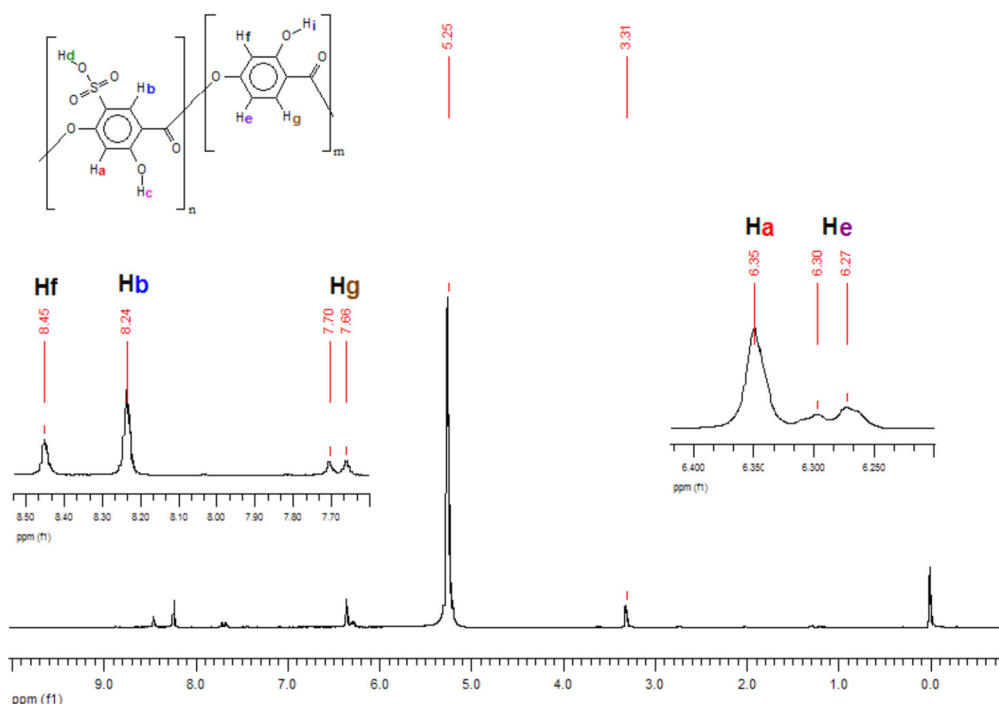 5.25
3.31
Hd
O
O
S
O
Hb
O
O
Ha
O
Hc
n
Hf
O
Hi
O
O
He
Hg
m
Ha He
6.35
6.30
6.27
Hf Hb Hg
8.45
8.24
7.70
7.66
6.400 6.350 6.300 6.250
ppm (f1)
8.50 8.40 8.30 8.20 8.10 8.00 7.90 7.80 7.70
ppm (f1)
9.0 8.0 7.0 6.0 5.0 4.0 3.0 2.0 1.0 0.0
ppm (f1)